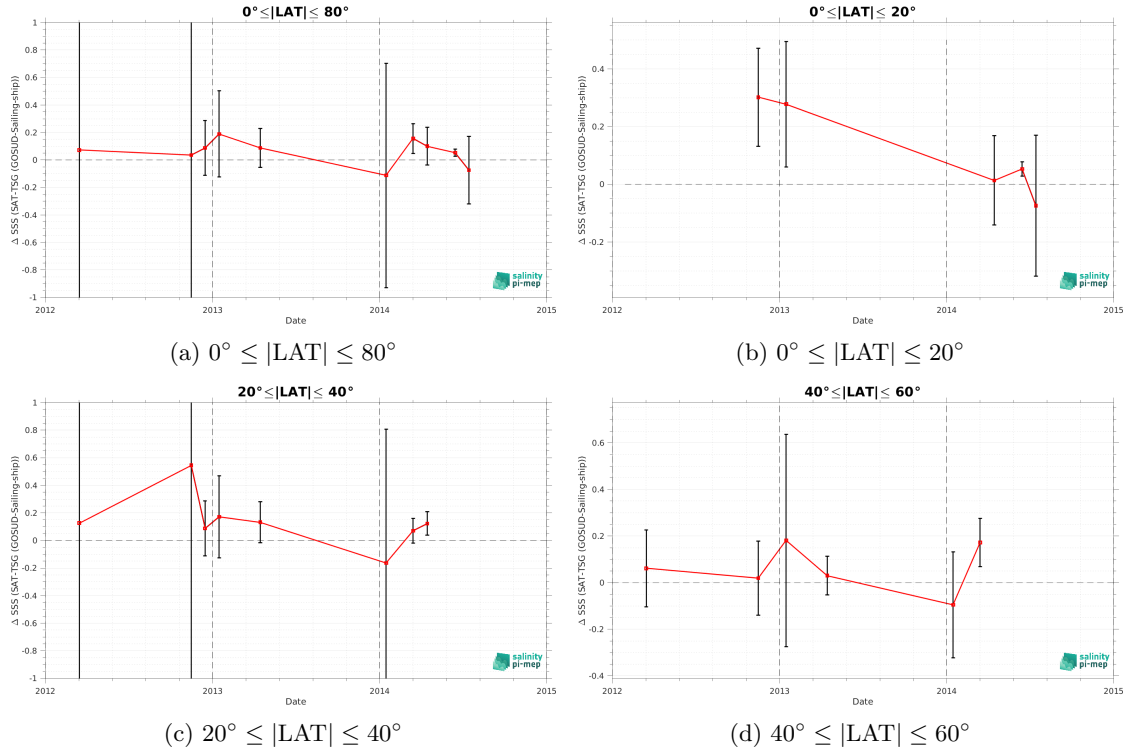 0°≤|LAT|≤ 80°
1
0.8
0.6
0.4
0.2
0
-0.2
-0.4
-0.6
-0.8
-1
Δ SSS (SAT-TSG (GOSUD-Sailing-ship))
2012
2013
2014
2015
Date
salinity
pi-mep
(a) 0° ≤ |LAT| ≤ 80°
0°≤|LAT|≤ 20°
0.4
0.2
0
-0.2
Δ SSS (SAT-TSG (GOSUD-Sailing-ship))
2012
2013
2014
2015
Date
salinity
pi-mep
(b) 0° ≤ |LAT| ≤ 20°
20°≤|LAT|≤ 40°
1
0.8
0.6
0.4
0.2
0
-0.2
-0.4
-0.6
-0.8
-1
Δ SSS (SAT-TSG (GOSUD-Sailing-ship))
2012
2013
2014
2015
Date
salinity
pi-mep
(c) 20° ≤ |LAT| ≤ 40°
40°≤|LAT|≤ 60°
0.6
0.4
0.2
0
-0.2
-0.4
Δ SSS (SAT-TSG (GOSUD-Sailing-ship))
2012
2013
2014
2015
Date
salinity
pi-mep
(d) 40° ≤ |LAT| ≤ 60°